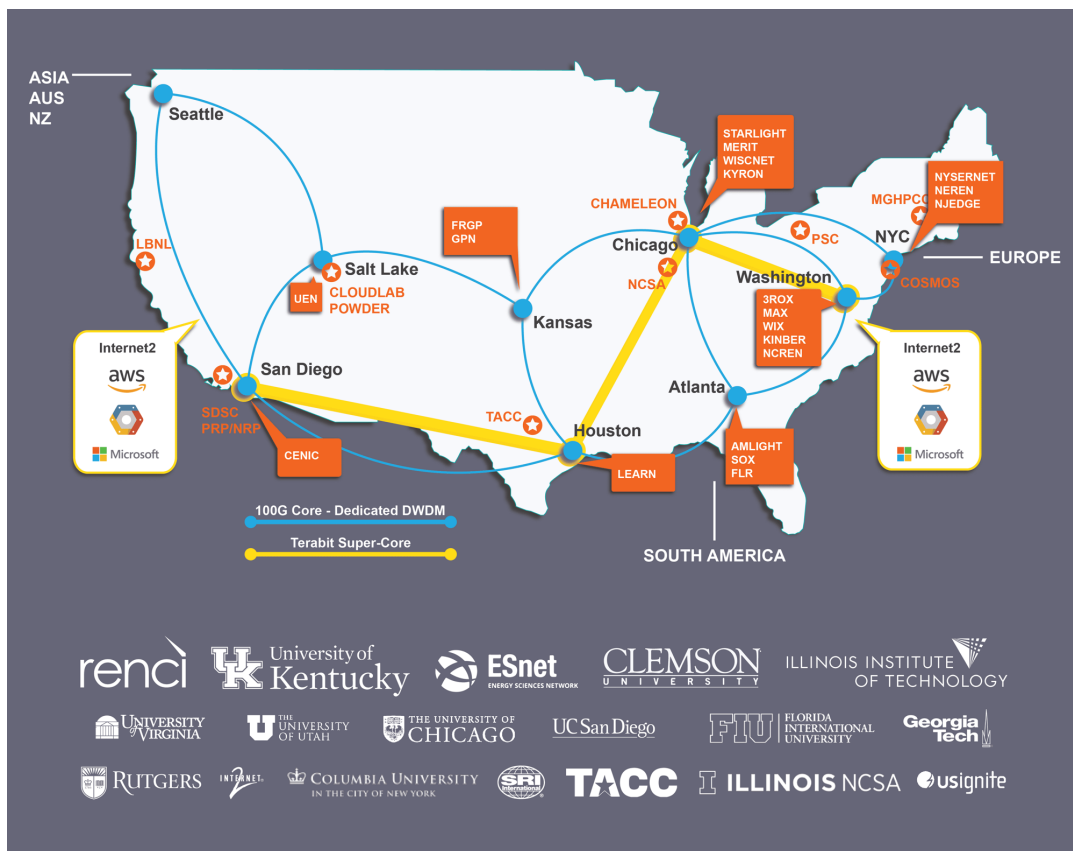 ASIA
AUS
NZ
Seattle
STARLIGHT
MERIT
WISCNET
KYRON
NYSERNET
NEREN
NJEDGE
MGHPCC
CHAMELEON
FRGP
GPN
LBNL
Chicago
PSC
NYC
EUROPE
Salt Lake
UEN
CLOUDLAB
POWDER
NCSA
Washington
COSMOS
3ROX
MAX
WIX
KINBER
NCREN
Kansas
Internet2
aws
Microsoft
San Diego
SDSC
PRP/NRP
CENIC
TACC
Houston
LEARN
Atlanta
AMLIGHT
SOX
FLR
Internet2
aws
Microsoft
100G Core - Dedicated DWDM
Terabit Super-Core
SOUTH AMERICA
renci
UK University of
Kentucky
ESnet
ENERGY SCIENCES NETWORK
CLEMSON
UNIVERSITY
ILLINOIS INSTITUTE
OF TECHNOLOGY
UNIVERSITY
of VIRGINIA
U THE
UNIVERSITY
OF UTAH
THE UNIVERSITY OF
CHICAGO
UC San Diego
FIU FLORIDA
INTERNATIONAL
UNIVERSITY
Georgia
Tech
RUTGERS
INTERNET®
2
COLUMBIA UNIVERSITY
IN THE CITY OF NEW YORK
SRI
International®
TACC
I ILLINOIS NCSA
usignite